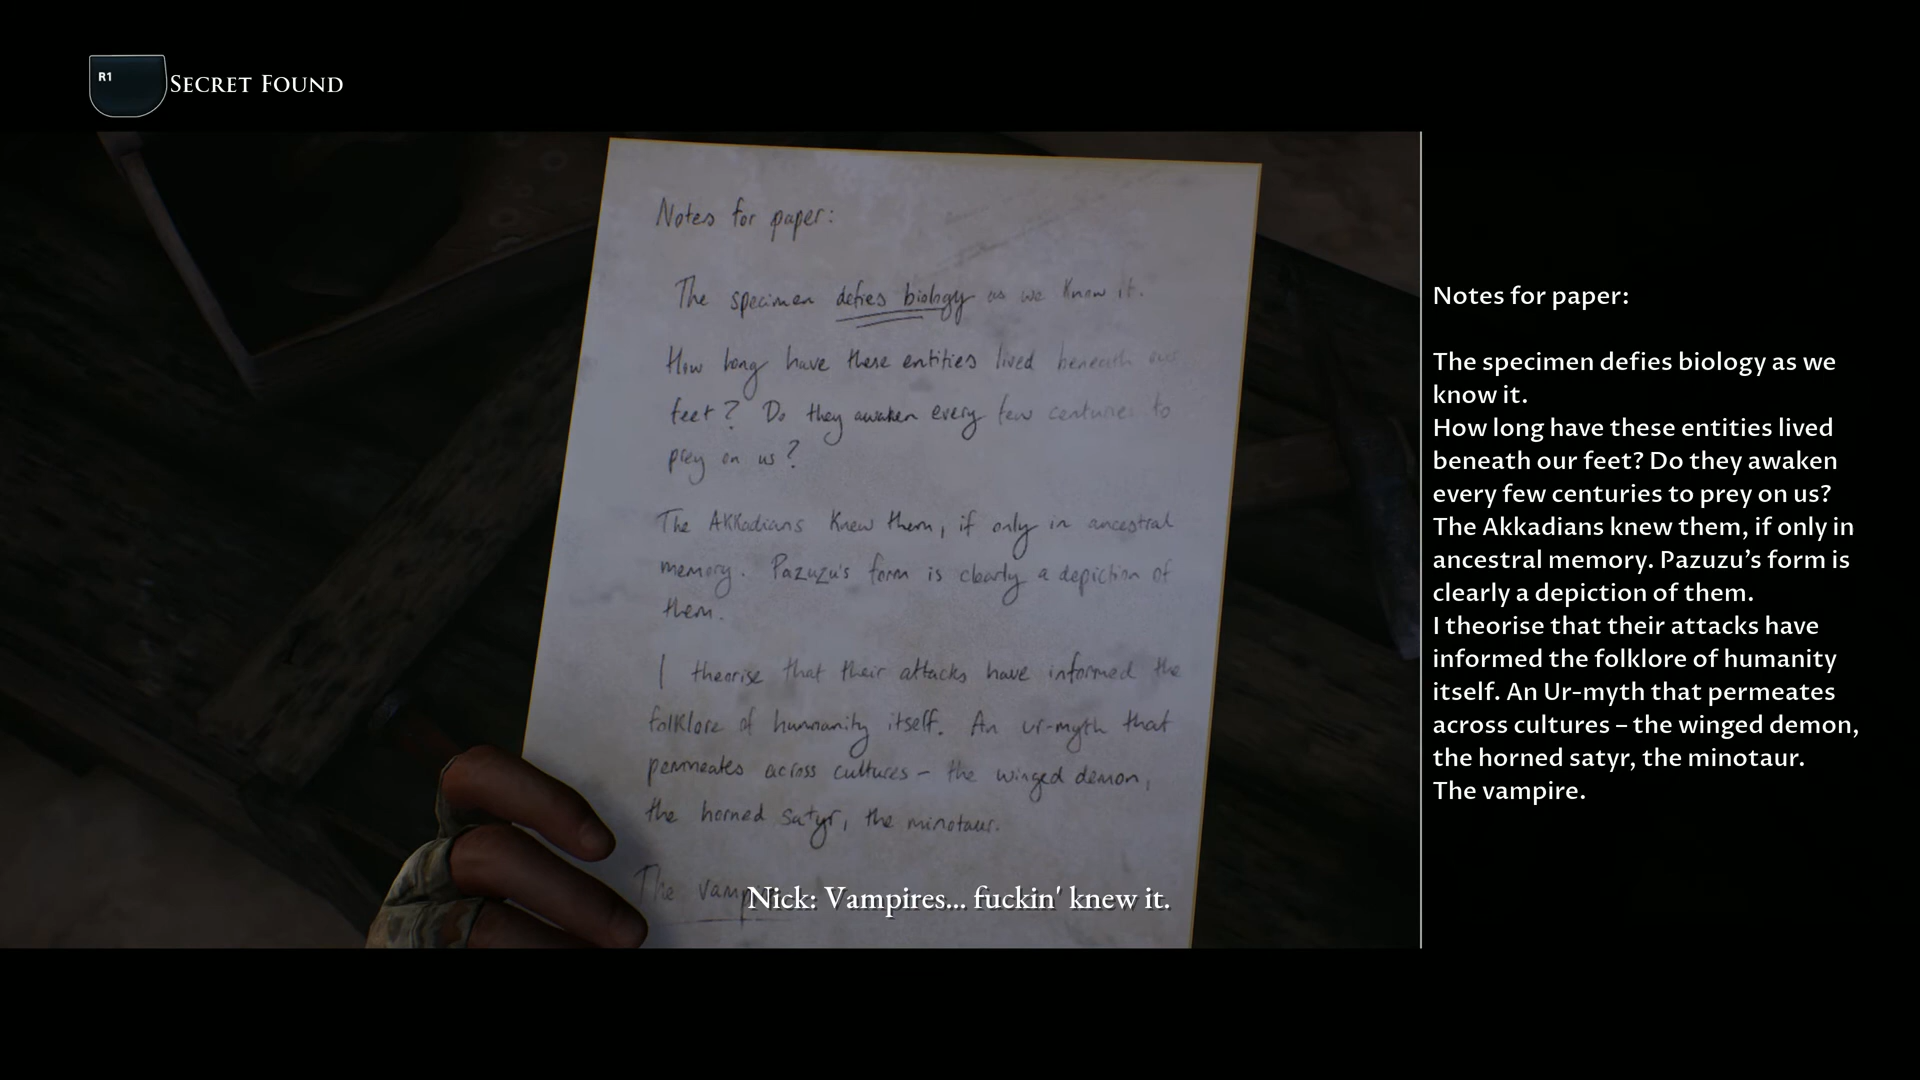 R1
SECRET FOUND
Notes for paper:
The specimen defies biology as we know it.
How long have these entities lived beneath our
feet? Do they awaken every few centuries to
prey on us?
The Akkadians knew them, if only in ancestral
memory. Pazuzu's form is clearly a depiction of
them.
I theorise that their attacks have informed the
folklore of humanity itself. An ur-myth that
permeates across cultures – the winged demon,
the horned satyr, the minotaur.
The vamp
Nick: Vampires... fuckin' knew it.
Notes for paper:
The specimen defies biology as we
know it.
How long have these entities lived
beneath our feet? Do they awaken
every few centuries to prey on us?
The Akkadians knew them, if only in
ancestral memory. Pazuzu’s form is
clearly a depiction of them.
I theorise that their attacks have
informed the folklore of humanity
itself. An Ur-myth that permeates
across cultures – the winged demon,
the horned satyr, the minotaur.
The vampire.